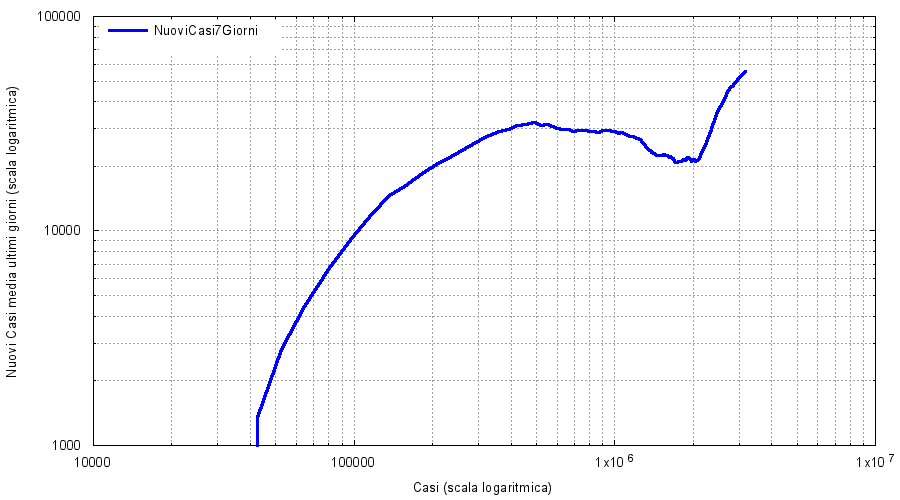 100000
NuoviCasi7Giorni
10000
1000
Nuovi Casi media ultimi giorni (scala logaritmica)
10000
100000
1x10 6
1x10 7
Casi (scala logaritmica)